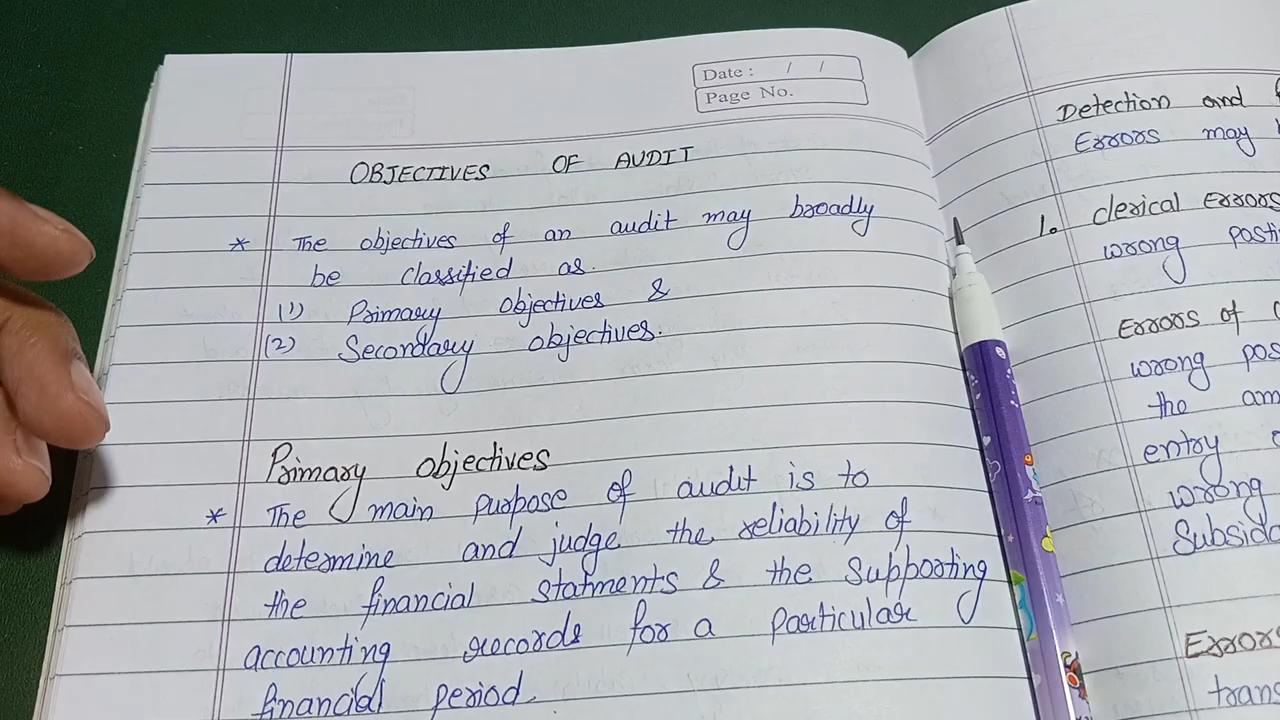 Date : / /
Page No.
OBJECTIVES OF AUDIT
* The objectives of an audit may broadly
be classified as.
(1) Primary objectives &
(2) Secondary objectives.
Primary objectives
* The main purpose of audit is to
determine and judge the reliability of
the financial statments & the supporting
accounting records for a particular
financial period.
Detection and
Errors may
1. clerical Errors
wrong
Errors of
wrong
the
entry
wrong
Errors